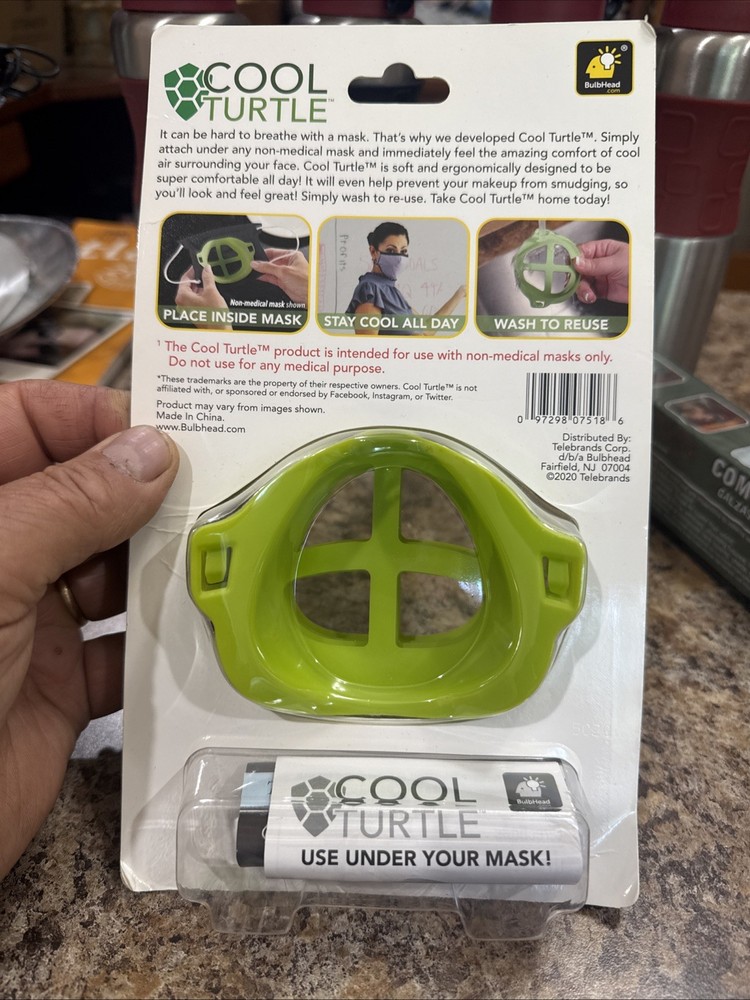 COOL
TURTLE™
BulbHead®
.com
It can be hard to breathe with a mask. That's why we developed Cool Turtle™. Simply
attach under any non-medical mask and immediately feel the amazing comfort of cool
air surrounding your face. Cool Turtle™ is soft and ergonomically designed to be
super comfortable all day! It will even help prevent your makeup from smudging, so
you'll look and feel great! Simply wash to re-use. Take Cool Turtle™ home today!
Non-medical mask shown.
PLACE INSIDE MASK
STAY COOL ALL DAY
WASH TO REUSE
¹ The Cool Turtle™ product is intended for use with non-medical masks only.
Do not use for any medical purpose.
*These trademarks are the property of their respective owners. Cool Turtle™ is not
affiliated with, or sponsored or endorsed by Facebook, Instagram, or Twitter.
Product may vary from images shown.
Made In China.
www.Bulbhead.com
0 97298 07518 6
Distributed By:
Telebrands Corp.
d/b/a Bulbhead
Fairfield, NJ 07004
©2020 Telebrands
COOL
TURTLE
BulbHead
USE UNDER YOUR MASK!
COM